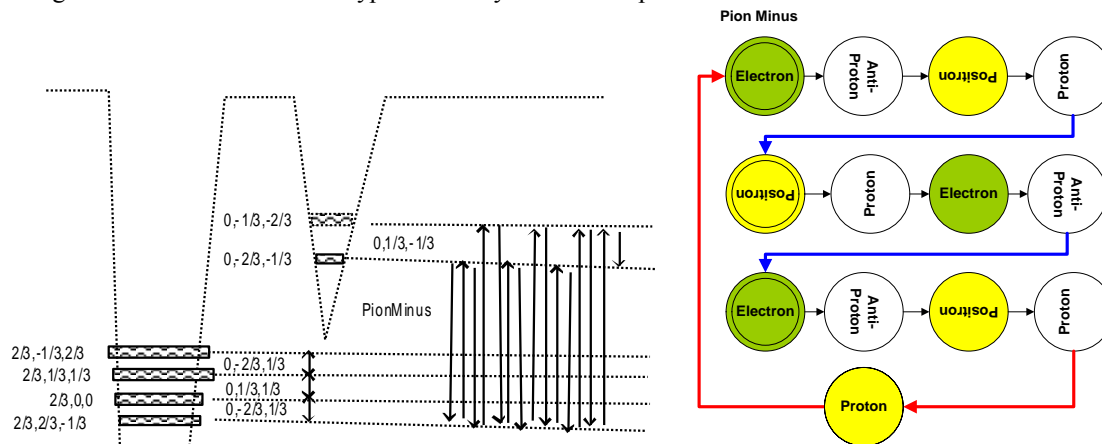 Pion Minus
Electron
Anti-
Proton
Positron
Proton
Positron
Proton
Electron
Anti-
Proton
Electron
Anti-
Proton
Positron
Proton
Proton
0,-1/3,-2/3
0,1/3,-1/3
0,-2/3,-1/3
PionMinus
2/3,-1/3,2/3
0,-2/3,1/3
2/3,1/3,1/3
0,1/3,1/3
2/3,0,0
0,-2/3,1/3
2/3,2/3,-1/3